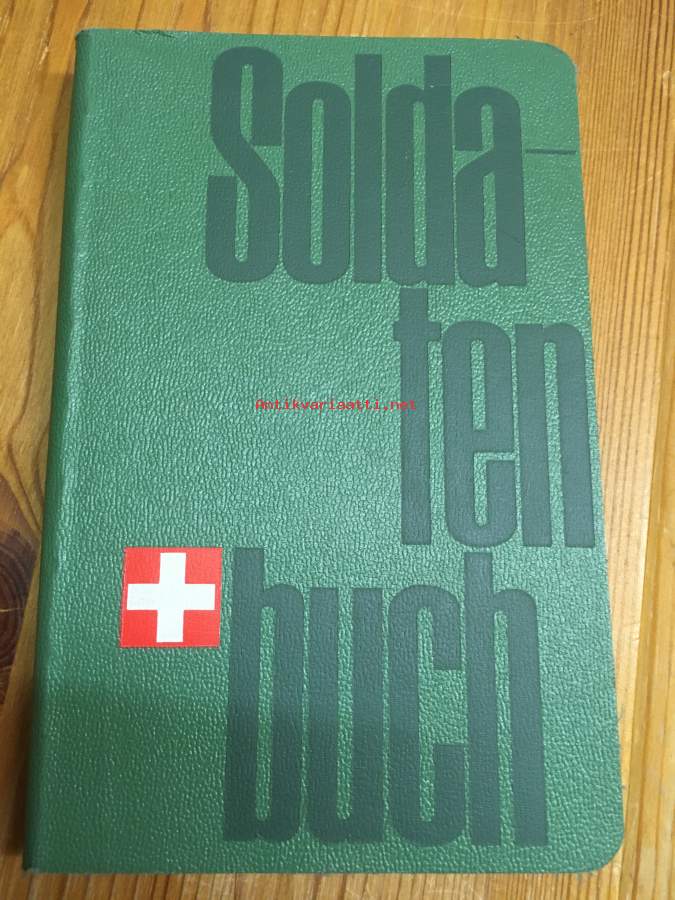 Solda-
ten
Antikvariaatti.net
buch